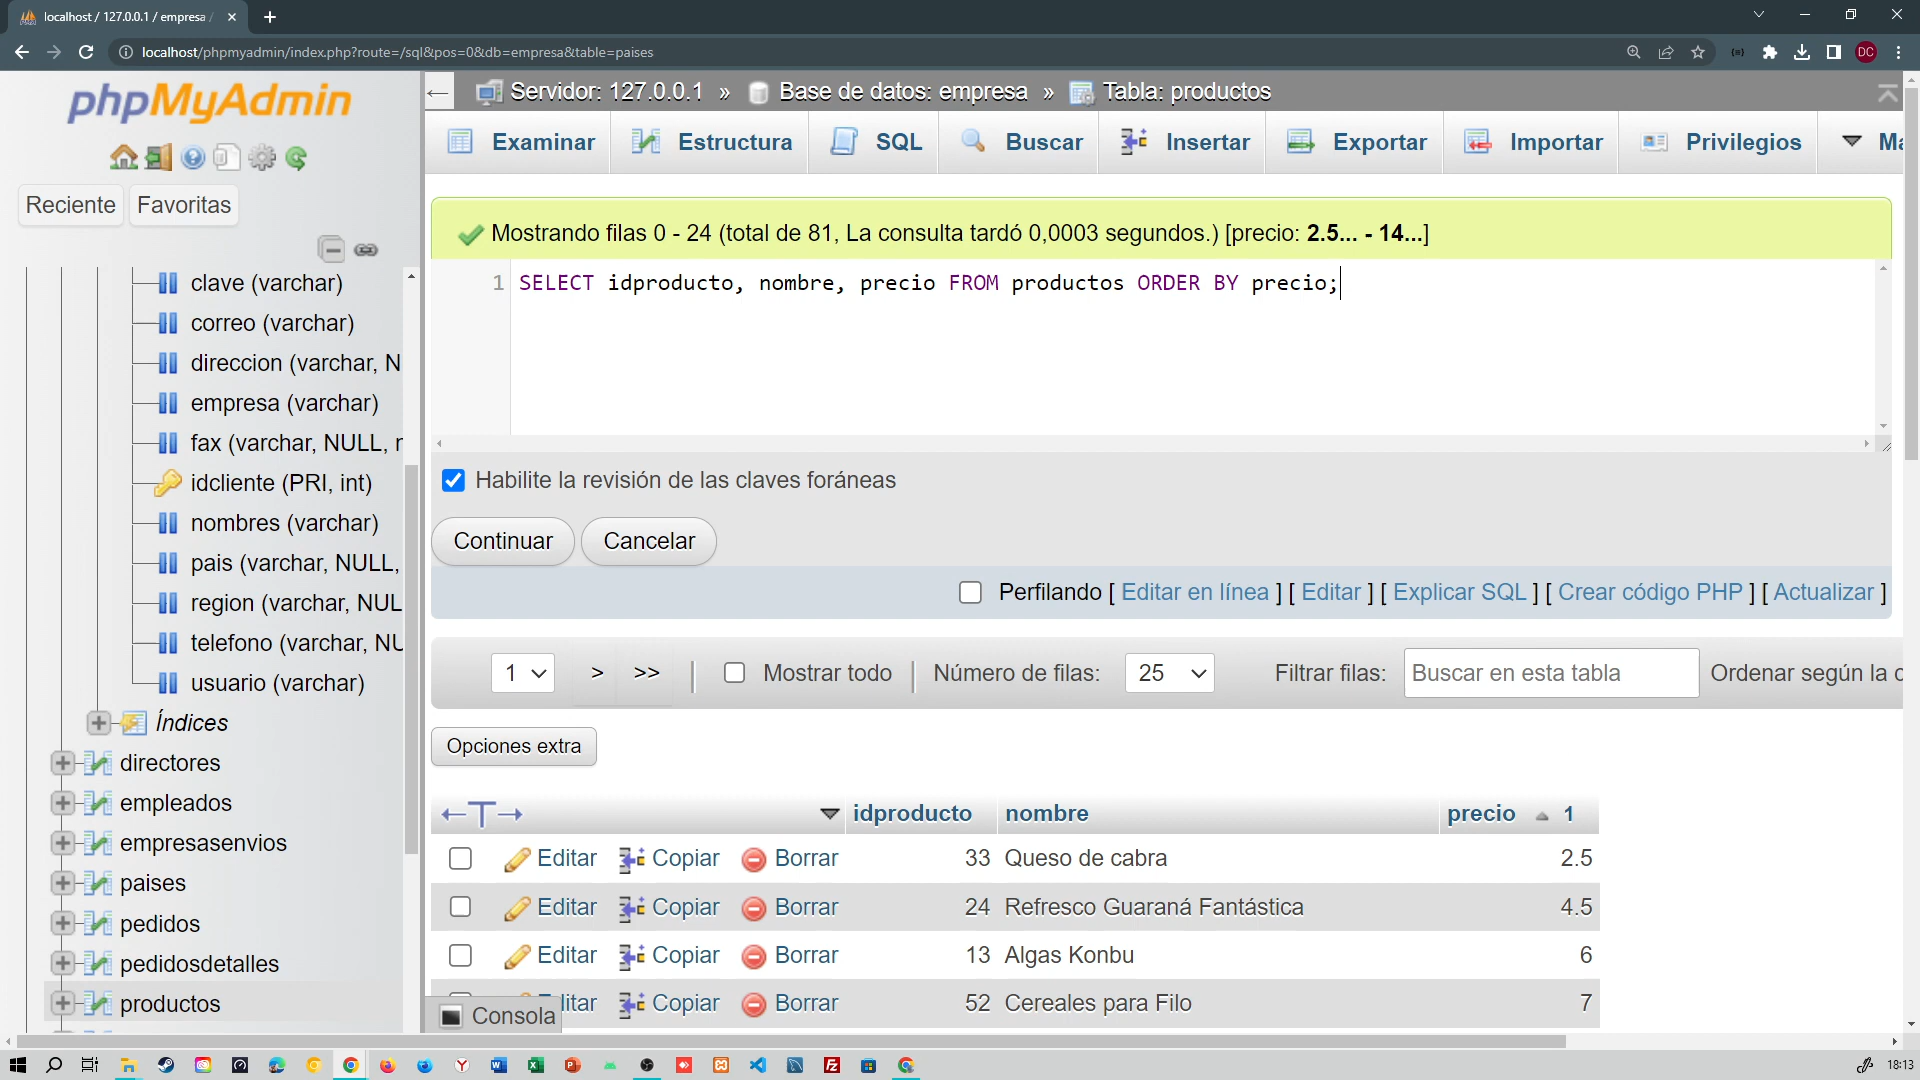 localhost / 127.0.0.1 / empresa /
localhost/phpmyadmin/index.php?route=/sql&pos=0&db=empresa&table=paises
DC
phpMyAdmin
Reciente
Favoritas
clave (varchar)
correo (varchar)
direccion (varchar, N
empresa (varchar)
fax (varchar, NULL, r
idcliente (PRI, int)
nombres (varchar)
pais (varchar, NULL,
region (varchar, NUL
telefono (varchar, NU
usuario (varchar)
Índices
directores
empleados
empresasenvios
paises
pedidos
pedidosdetalles
productos
Servidor: 127.0.0.1 » Base de datos: empresa » Tabla: productos
Examinar Estructura SQL Buscar Insertar Exportar Importar Privilegios Má
Mostrando filas 0 - 24 (total de 81, La consulta tardó 0,0003 segundos.) [precio: 2.5... - 14...]
1 SELECT idproducto, nombre, precio FROM productos ORDER BY precio;
Habilite la revisión de las claves foráneas
Continuar Cancelar
Perfilando [ Editar en línea ] [ Editar ] [ Explicar SQL ] [ Crear código PHP ] [ Actualizar ]
1 > >> | Mostrar todo | Número de filas: 25 Filtrar filas: Buscar en esta tabla Ordenar según la c
Opciones extra
←T→ idproducto nombre precio 1
Editar Copiar Borrar 33 Queso de cabra 2.5
Editar Copiar Borrar 24 Refresco Guaraná Fantástica 4.5
Editar Copiar Borrar 13 Algas Konbu 6
Editar Copiar Borrar 52 Cereales para Filo 7
Consola
18:13